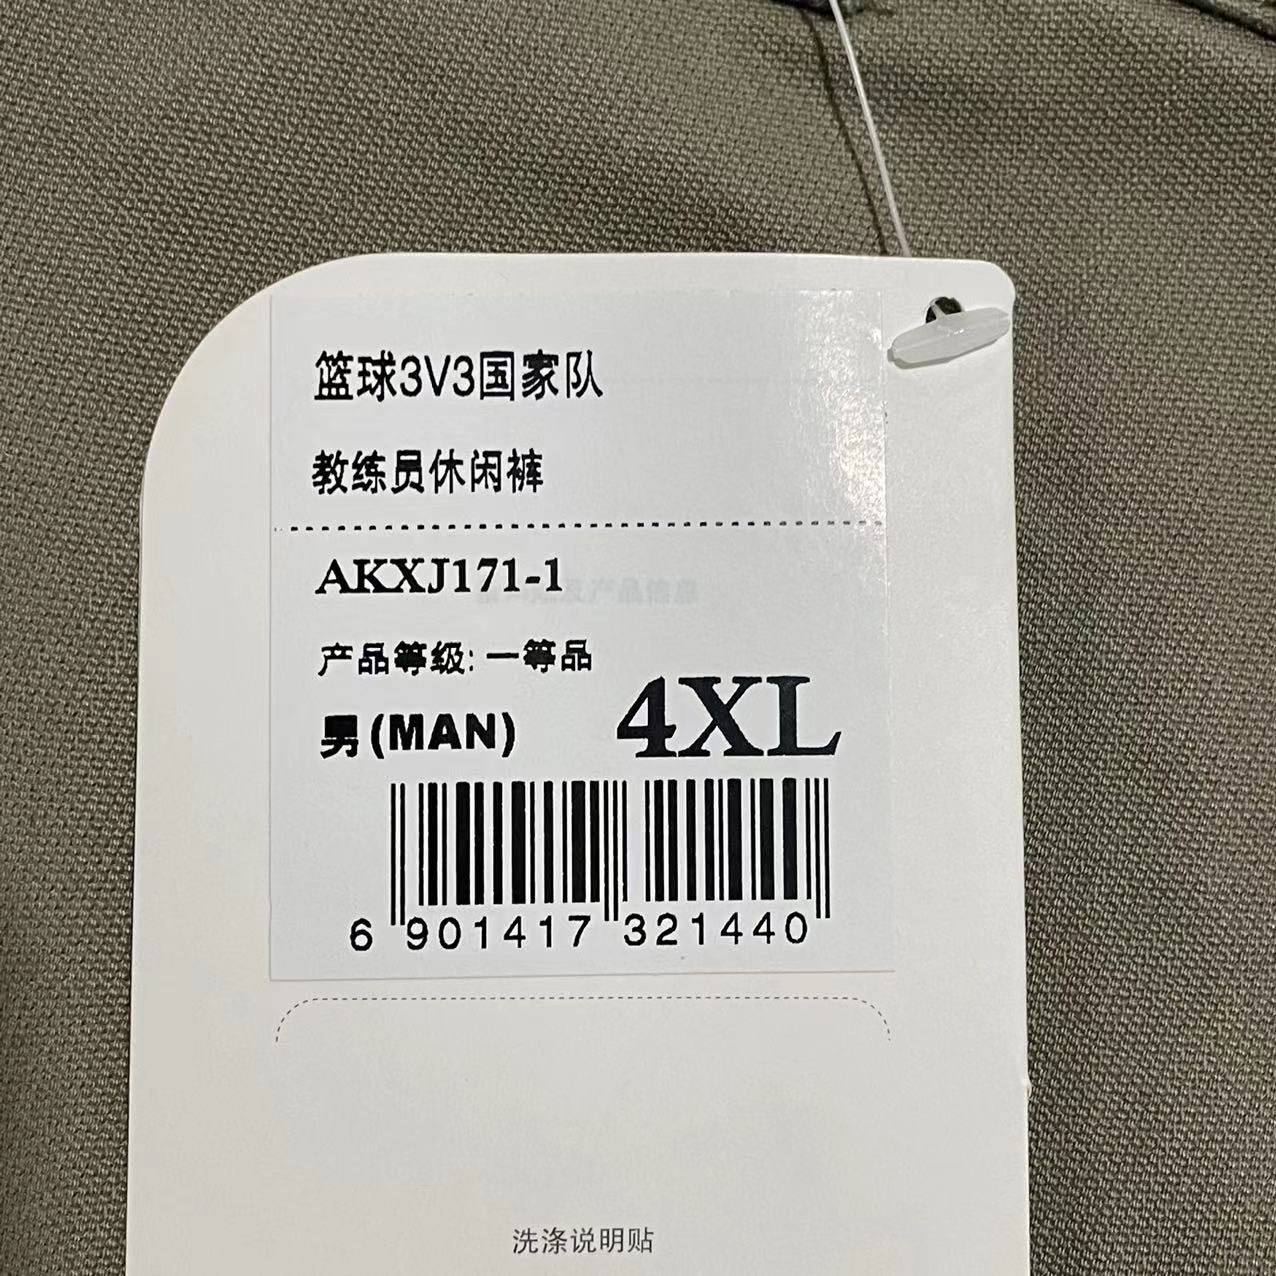 篮球3V3国家队
教练员休闲裤
AKXJ171-1
产品等级: 一等品
男(MAN) 4XL
6 901417 321440
洗涤说明贴